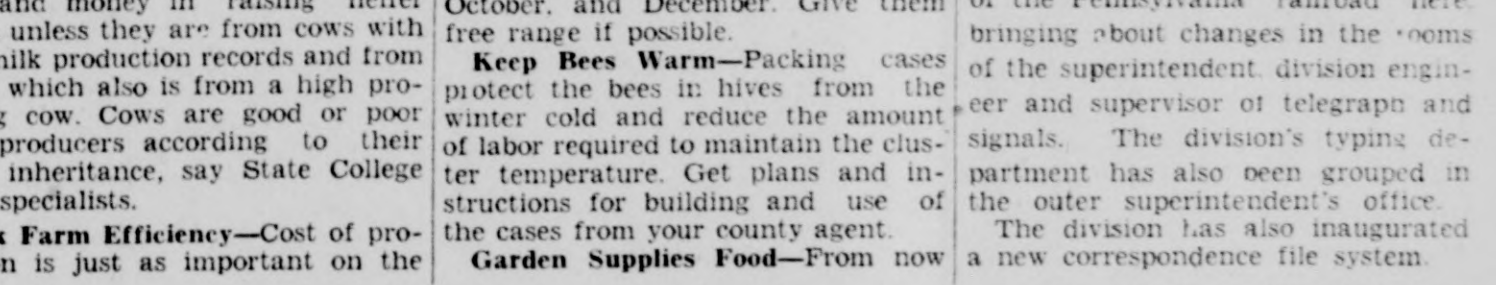 and money in raising heifer
unless they are from cows with
milk production records and from
which also is from a high pro-
cow. Cows are good or poor
producers according to their
inheritance, say State College
specialists.
Farm Efficiency—Cost of pro-
n is just as important on the
October, and December. Give them
free range if possible.
Keep Bees Warm—Packing cases
protect the bees in hives from the
winter cold and reduce the amount
of labor required to maintain the clus-
ter temperature. Get plans and in-
structions for building and use of
the cases from your county agent.
Garden Supplies Food—From now
of the Pennsylvania railroad here
bringing about changes in the rooms
of the superintendent, division engin-
eer and supervisor of telegraph and
signals. The division's typing de-
partment has also been grouped in
the outer superintendent's office.
The division has also inaugurated
a new correspondence file system.